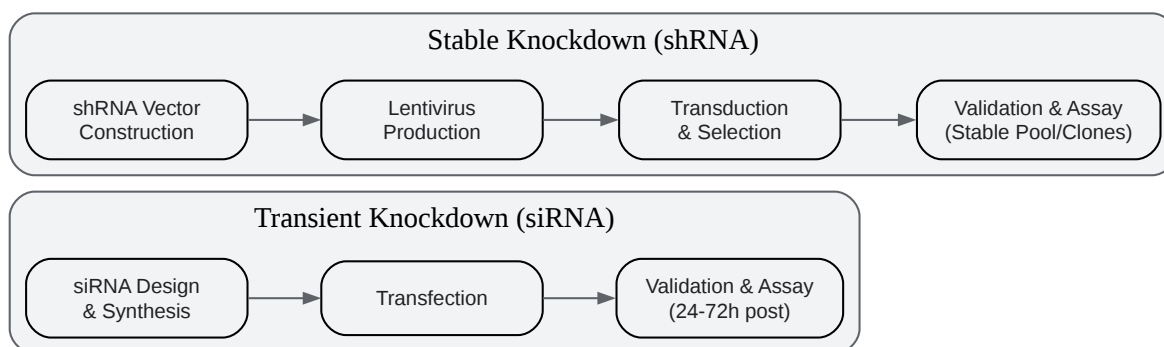 Stable Knockdown (shRNA)
shRNA Vector
Construction
Lentivirus
Production
Transduction
& Selection
Validation & Assay
(Stable Pool/Clones)
Transient Knockdown (siRNA)
siRNA Design
& Synthesis
Transfection
Validation & Assay
(24-72h post)